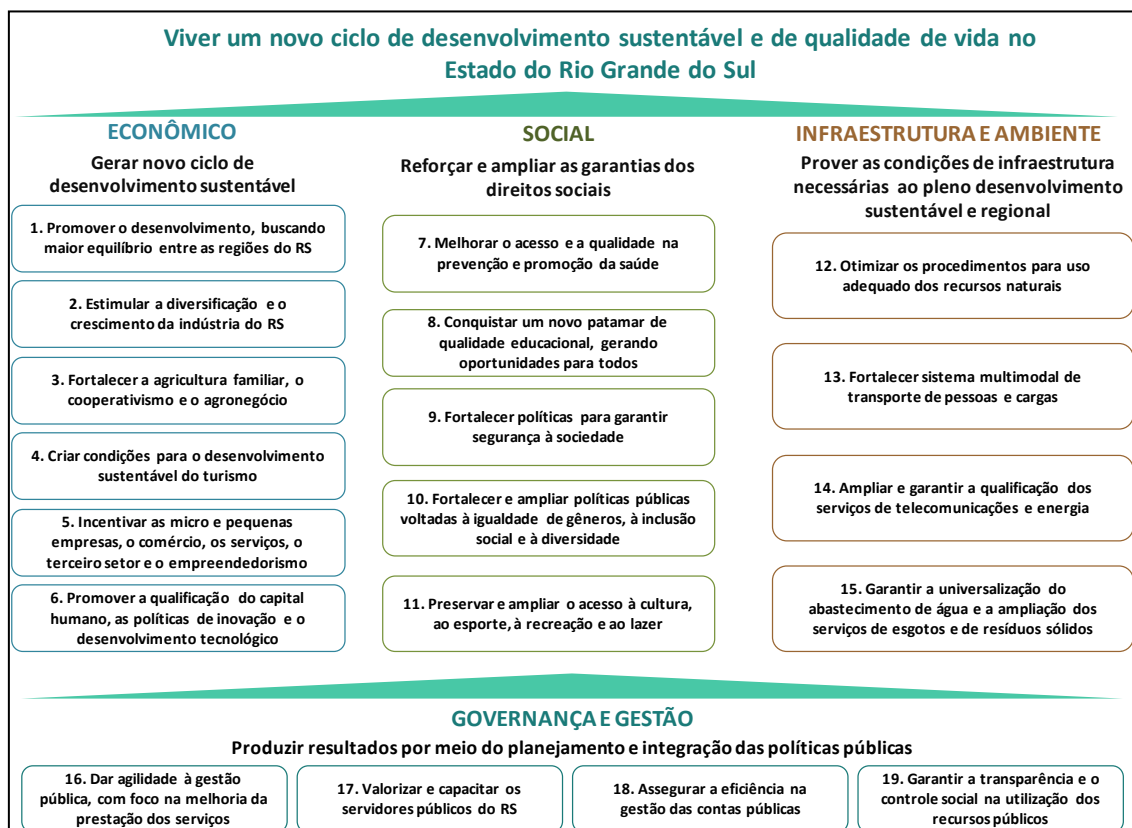 Viver um novo ciclo de desenvolvimento sustentável e de qualidade de vida no
Estado do Rio Grande do Sul
ECONÔMICO
Gerar novo ciclo de
desenvolvimento sustentável
1. Promover o desenvolvimento, buscando
maior equilíbrio entre as regiões do RS
2. Estimular a diversificação e o
crescimento da indústria do RS
3. Fortalecer a agricultura familiar, o
cooperativismo e o agronegócio
4. Criar condições para o desenvolvimento
sustentável do turismo
5. Incentivar as micro e pequenas
empresas, o comércio, os serviços, o
terceiro setor e o empreendedorismo
6. Promover a qualificação do capital
humano, as políticas de inovação e o
desenvolvimento tecnológico
SOCIAL
Reforçar e ampliar as garantias dos
direitos sociais
7. Melhorar o acesso e a qualidade na
prevenção e promoção da saúde
8. Conquistar um novo patamar de
qualidade educacional, gerando
oportunidades para todos
9. Fortalecer políticas para garantir
segurança à sociedade
10. Fortalecer e ampliar políticas públicas
voltadas à igualdade de gêneros, à inclusão
social e à diversidade
11. Preservar e ampliar o acesso à cultura,
ao esporte, à recreação e ao lazer
INFRAESTRUTURA E AMBIENTE
Prover as condições de infraestrutura
necessárias ao pleno desenvolvimento
sustentável e regional
12. Otimizar os procedimentos para uso
adequado dos recursos naturais
13. Fortalecer sistema multimodal de
transporte de pessoas e cargas
14. Ampliar e garantir a qualificação dos
serviços de telecomunicações e energia
15. Garantir a universalização do
abastecimento de água e a ampliação dos
serviços de esgotos e de resíduos sólidos
GOVERNANÇA E GESTÃO
Produzir resultados por meio do planejamento e integração das políticas públicas
16. Dar agilidade à gestão
pública, com foco na melhoria da
prestação dos serviços
17. Valorizar e capacitar os
servidores públicos do RS
18. Assegurar a eficiência na
gestão das contas públicas
19. Garantir a transparência e o
controle social na utilização dos
recursos públicos